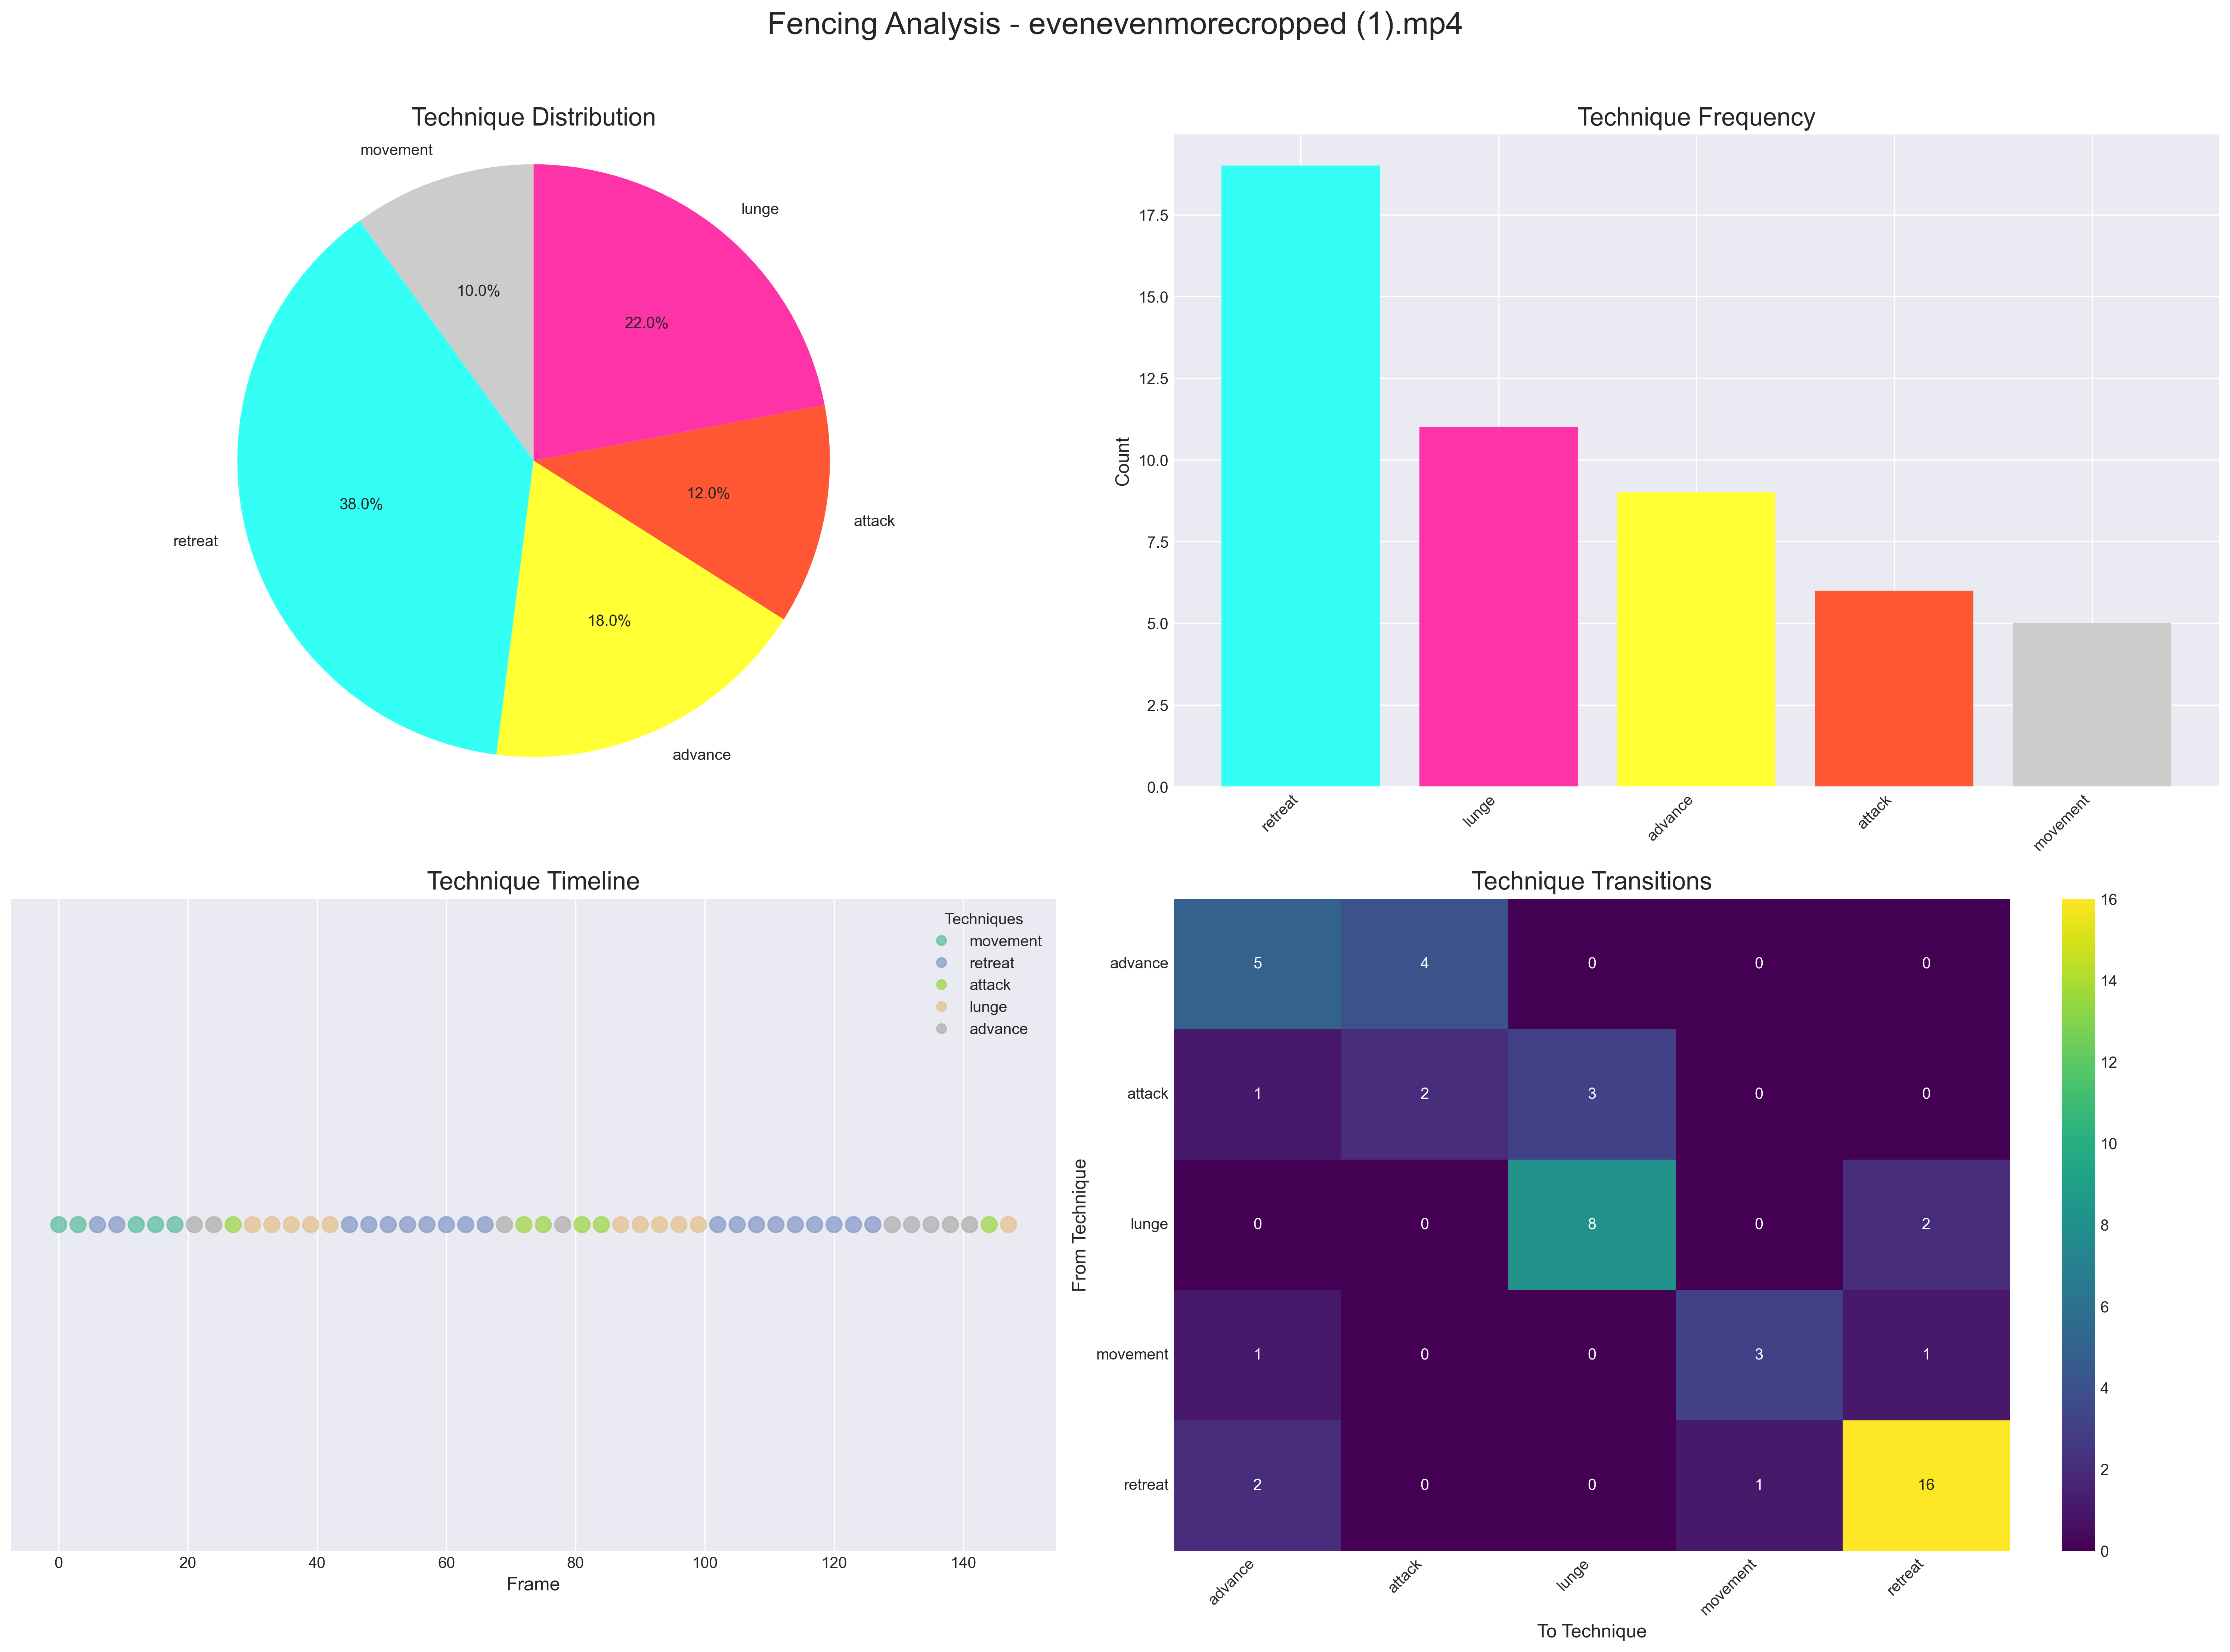 Fencing Analysis - evenevenmorecropped (1).mp4
Technique Distribution
movement
lunge
10.0%
22.0%
38.0%
12.0%
attack
retreat
18.0%
advance
Technique Frequency
Count
17.5
15.0
12.5
10.0
7.5
5.0
2.5
0.0
retreat
lunge
advance
attack
movement
Technique Timeline
Techniques
movement
retreat
attack
lunge
advance
0 20 40 60 80 100 120 140
Frame
Technique Transitions
From Technique
advance 5 4 0 0 0
attack 1 2 3 0 0
lunge 0 0 8 0 2
movement 1 0 0 3 1
retreat 2 0 0 1 16
advance
attack
lunge
movement
retreat
To Technique
16
14
12
10
8
6
4
2
0